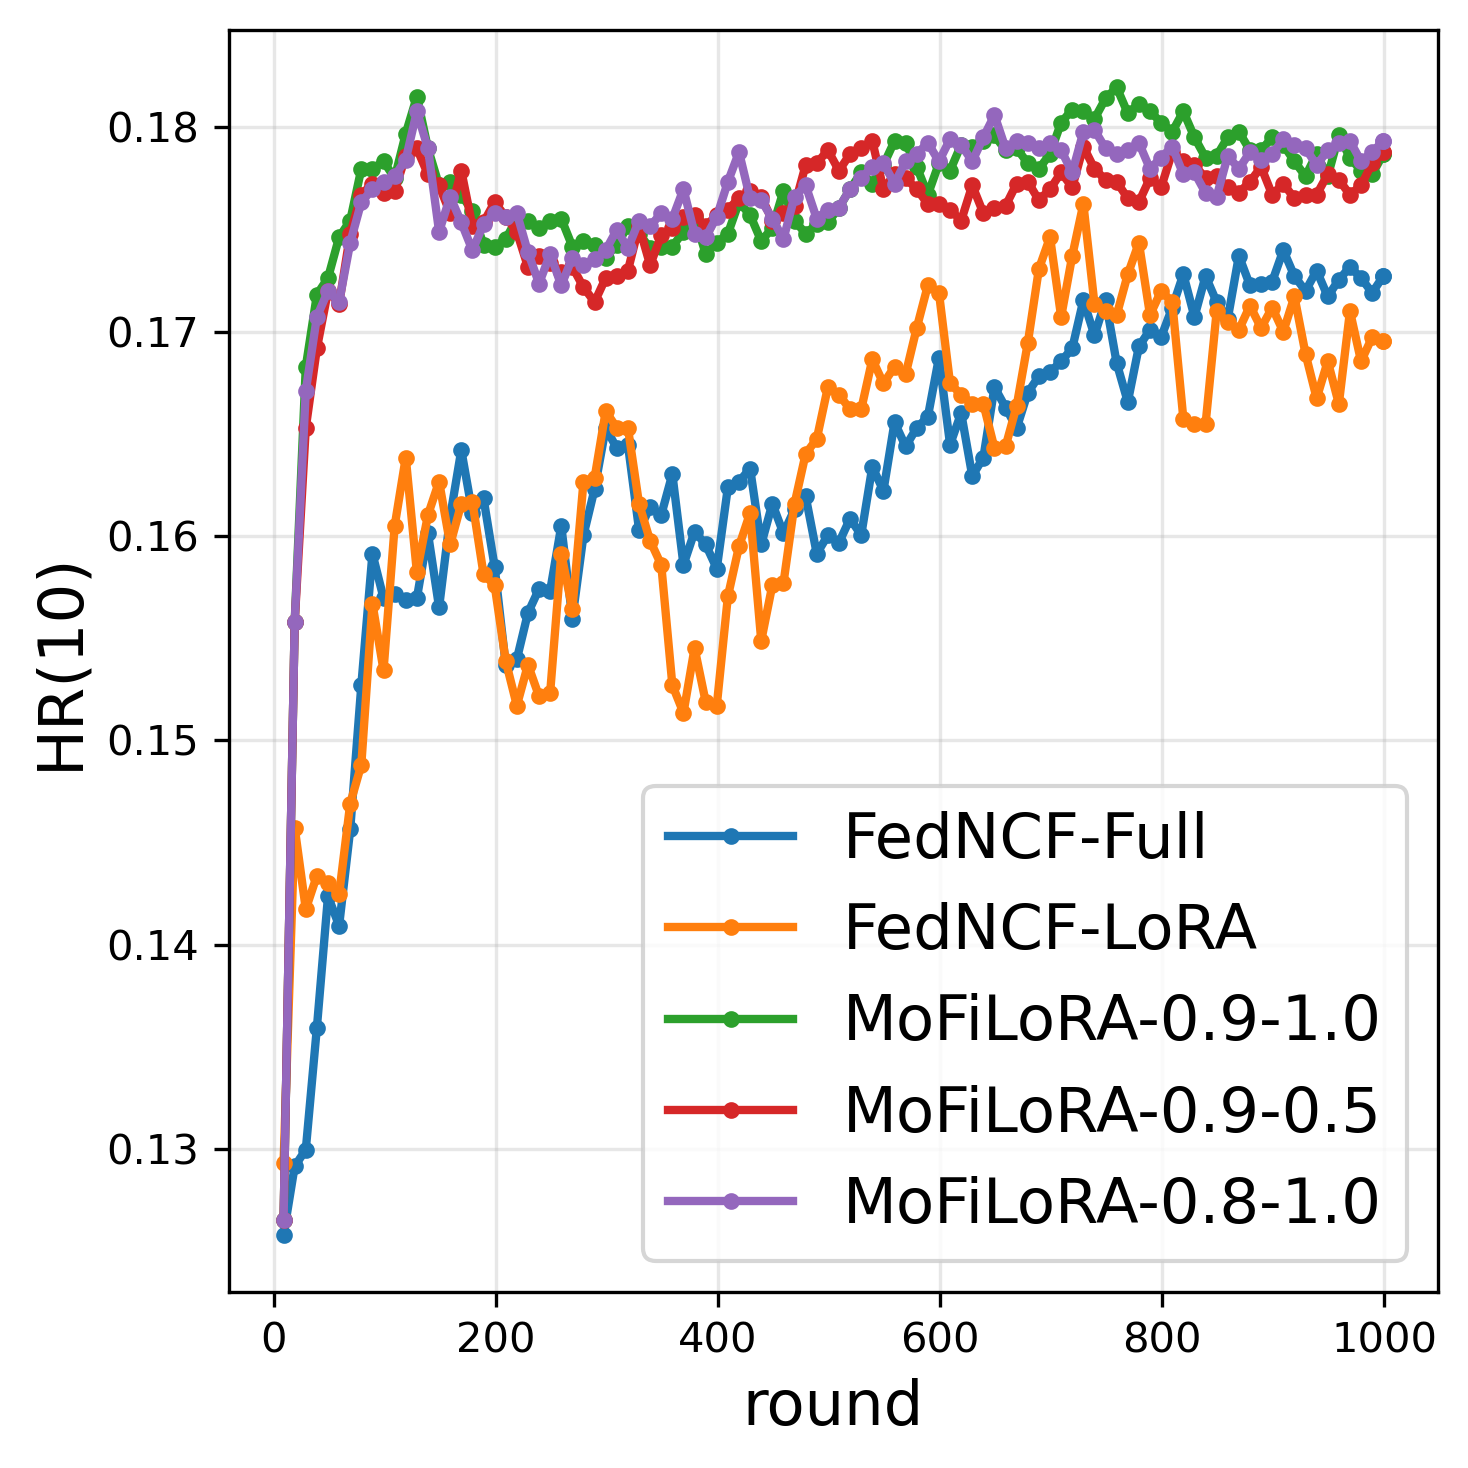 0.18
0.17
0.16
0.15
0.14
0.13
HR(10)
FedNCF-Full
FedNCF-LoRA
MoFiLoRA-0.9-1.0
MoFiLoRA-0.9-0.5
MoFiLoRA-0.8-1.0
0 200 400 600 800 1000
round